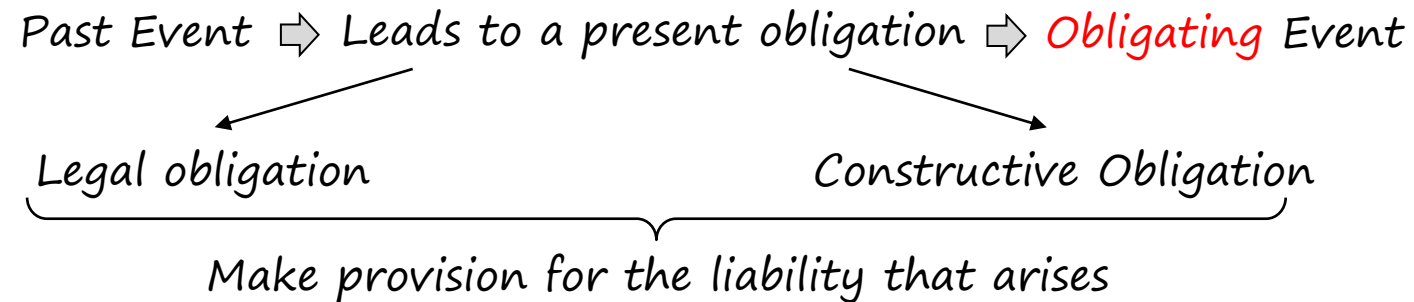 Past Event ⇨ Leads to a present obligation ⇨ Obligating Event
Legal obligation Constructive Obligation
Make provision for the liability that arises